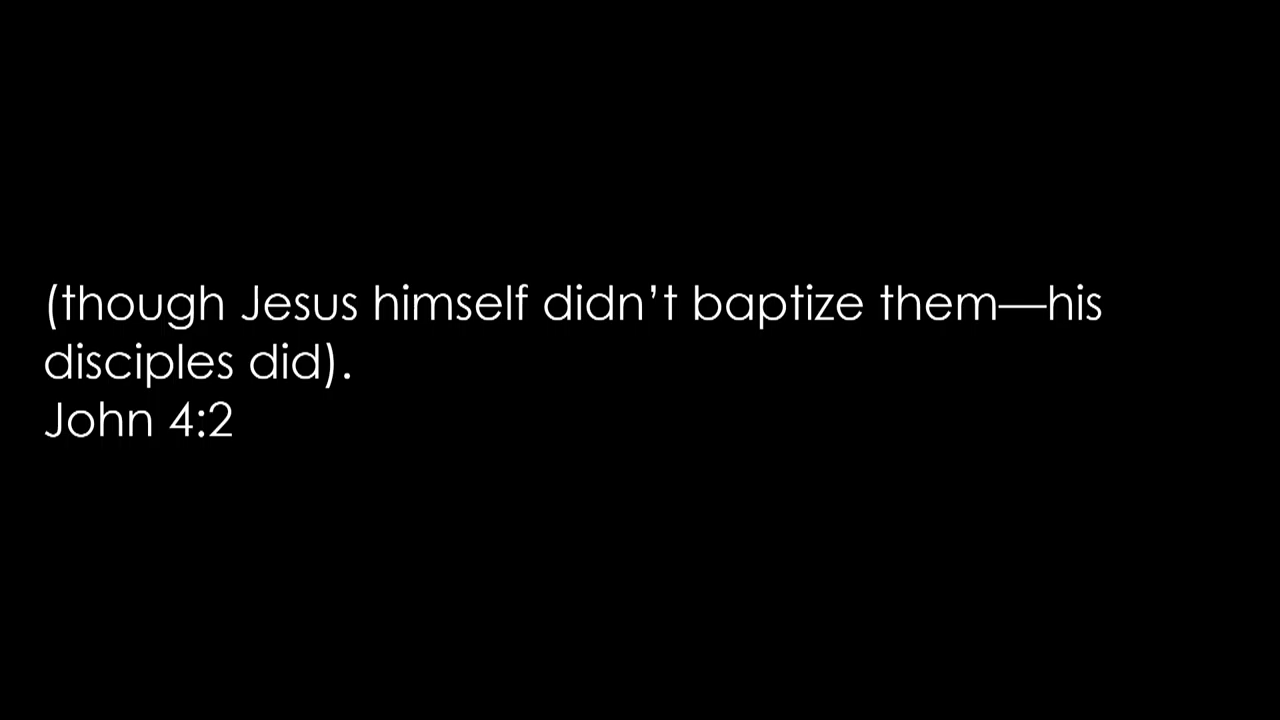 (though Jesus himself didn’t baptize them—his
disciples did).
John 4:2